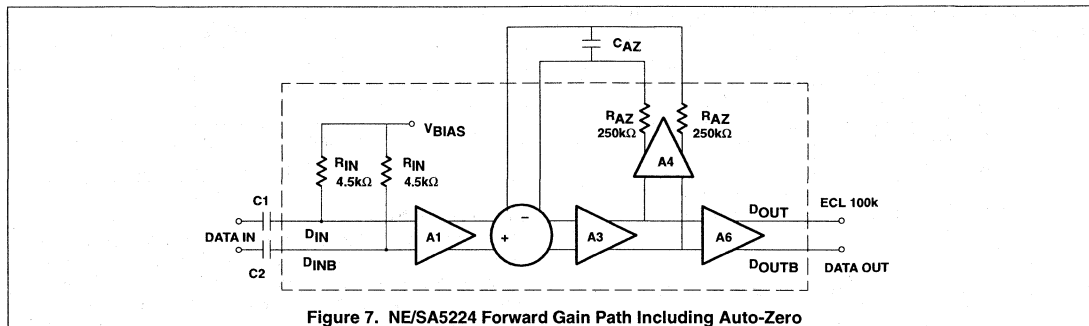 CAZ
RAZ
250kΩ
RAZ
250kΩ
VBIAS
A4
RIN
4.5kΩ
RIN
4.5kΩ
C1
DIN
DATA IN
DINB
C2
A1
−
+
A3
A6
DOUT
ECL 100k
DOUTB
DATA OUT
Figure 7. NE/SA5224 Forward Gain Path Including Auto-Zero